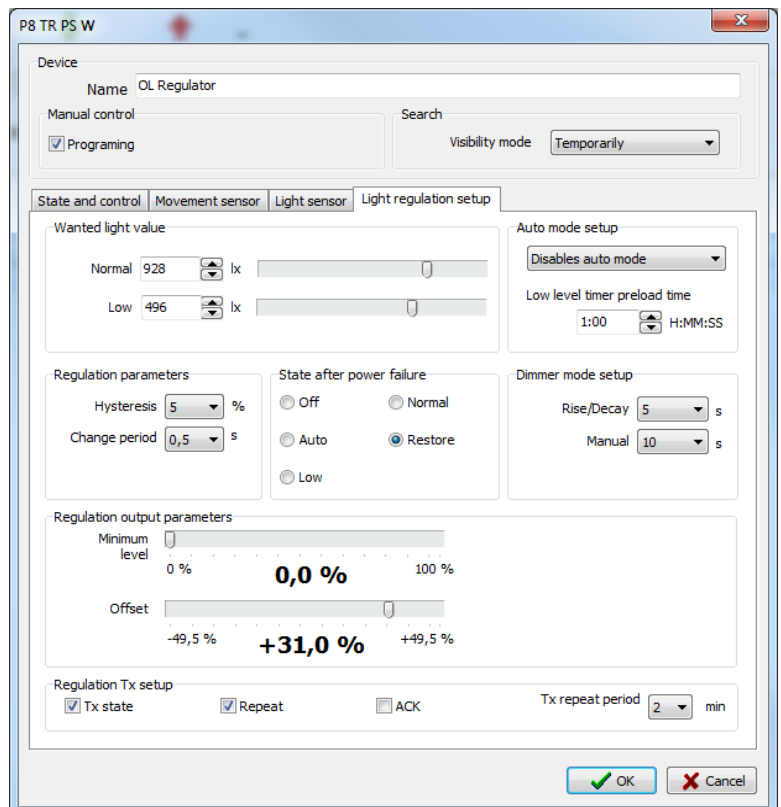 P8 TR PS W
Device
Name OL Regulator
Manual control
Programing
Search
Visibility mode Temporarily
State and control Movement sensor Light sensor Light regulation setup
Wanted light value
Normal 928 lx
Low 496 lx
Auto mode setup
Disables auto mode
Low level timer preload time
1:00 H:MM:SS
Regulation parameters
Hysteresis 5 %
Change period 0,5 s
State after power failure
Off Normal
Auto Restore
Low
Dimmer mode setup
Rise/Decay 5 s
Manual 10 s
Regulation output parameters
Minimum
level
0 % 0,0 % 100 %
Offset
-49,5 % +31,0 % +49,5 %
Regulation Tx setup
Tx state Repeat ACK Tx repeat period 2 min
OK Cancel